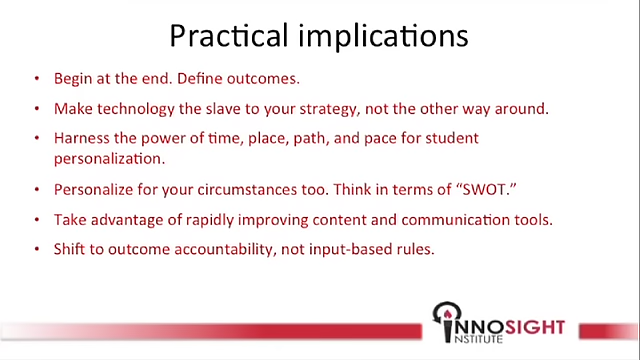 Practical implications
• Begin at the end. Define outcomes.
• Make technology the slave to your strategy, not the other way around.
• Harness the power of time, place, path, and pace for student
personalization.
• Personalize for your circumstances too. Think in terms of “SWOT.”
• Take advantage of rapidly improving content and communication tools.
• Shift to outcome accountability, not input-based rules.
INNOSIGHT
INSTITUTE